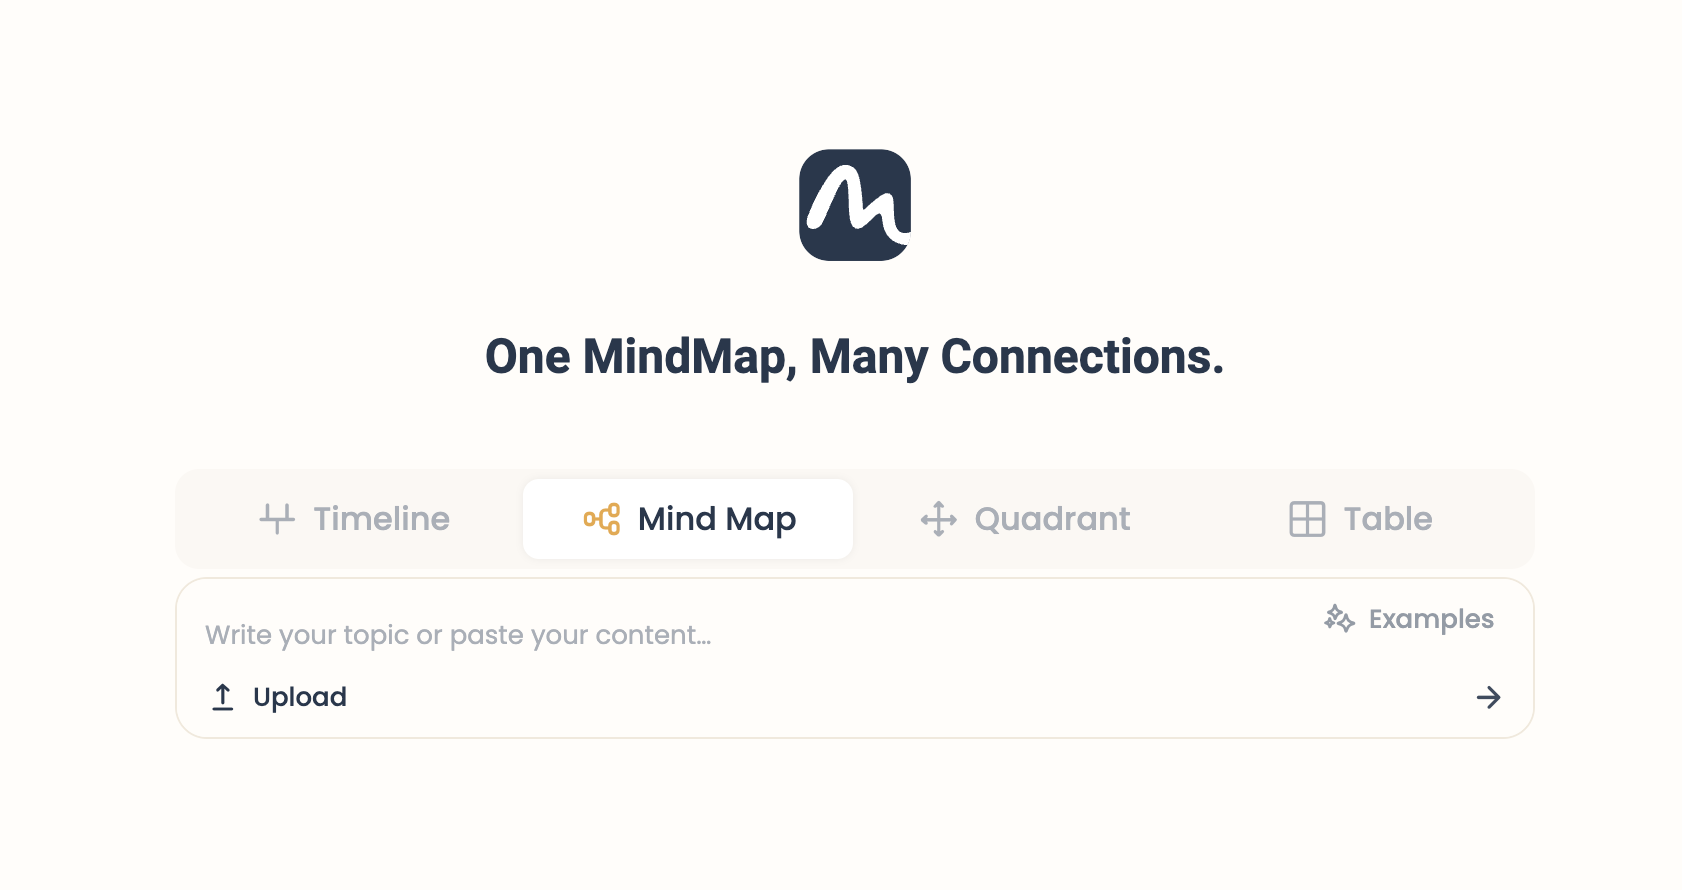 One MindMap, Many Connections.
Timeline
Mind Map
Quadrant
Table
Write your topic or paste your content...
Examples
Upload